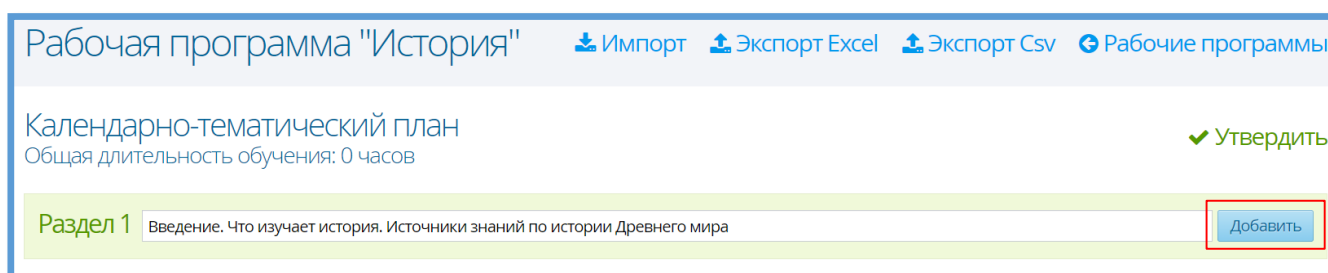 Рабочая программа "История" Импорт Экспорт Excel Экспорт Csv Рабочие программы
Календарно-тематический план
Утвердить
Общая длительность обучения: 0 часов
Раздел 1 Введение. Что изучает история. Источники знаний по истории Древнего мира Добавить